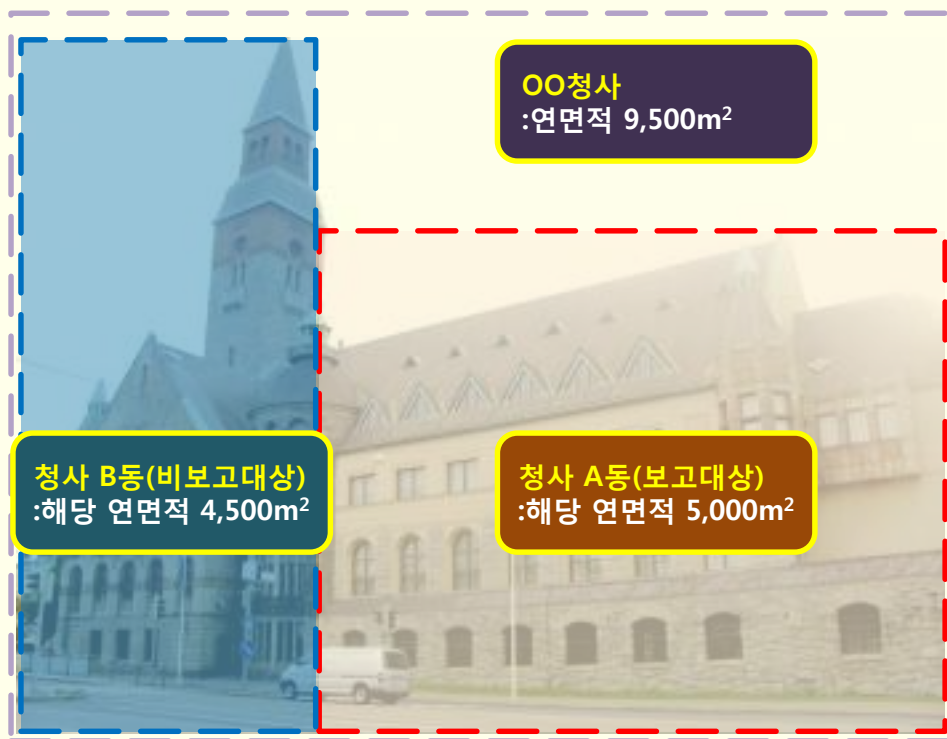 OO청사
:연면적 9,500m²
청사 B동(비보고대상)
:해당 연면적 4,500m²
청사 A동(보고대상)
:해당 연면적 5,000m²